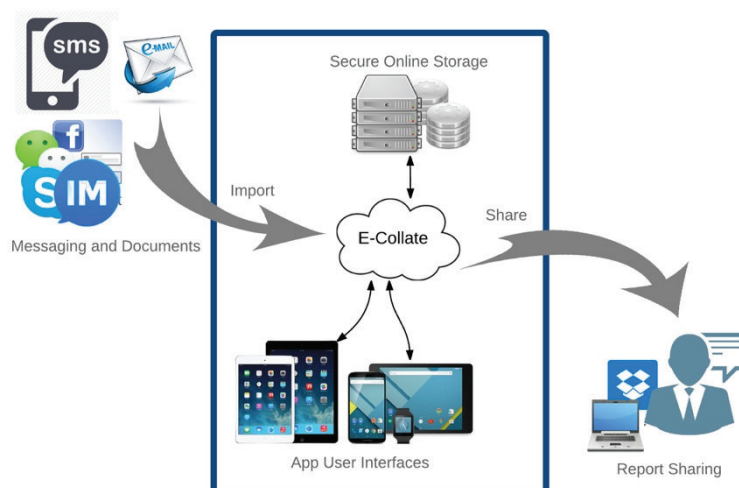 sms
e-MAIL
Secure Online Storage
f
S
IM
Import
Messaging and Documents
E-Collate
Share
App User Interfaces
Report Sharing